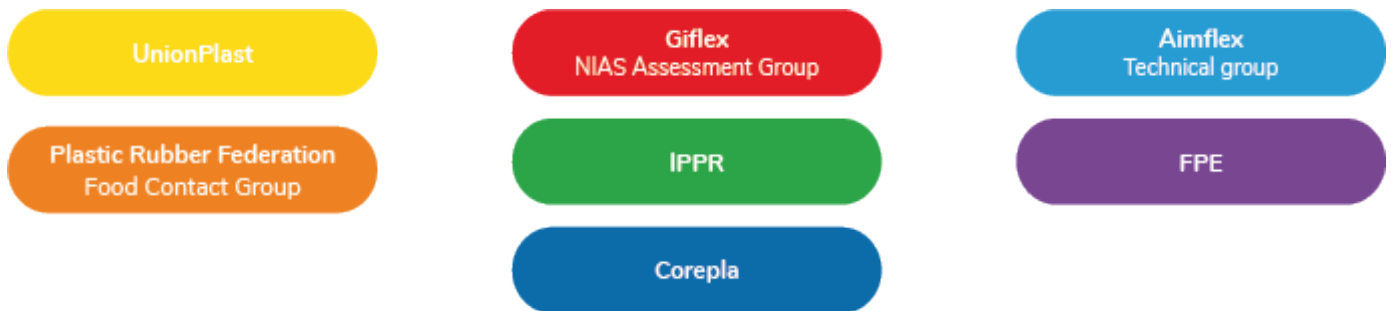 UnionPlast
Plastic Rubber Federation
Food Contact Group
Giflex
NIAS Assessment Group
IPPR
Corepla
Aimflex
Technical group
FPE